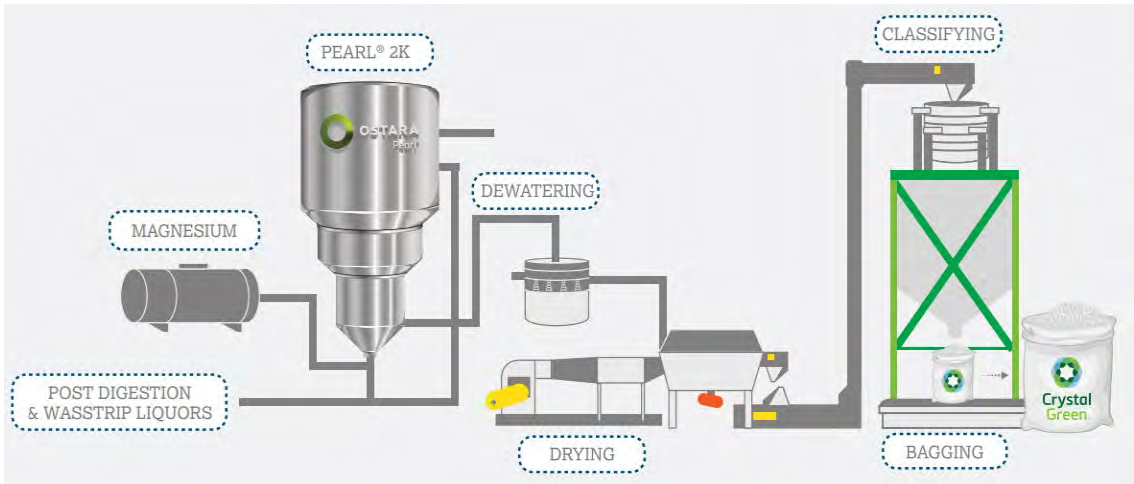 PEARL® 2K
CLASSIFYING
OSTARA
Pearl
DEWATERING
MAGNESIUM
POST DIGESTION
& WASSTRIP LIQUORS
Crystal
Green
DRYING
BAGGING